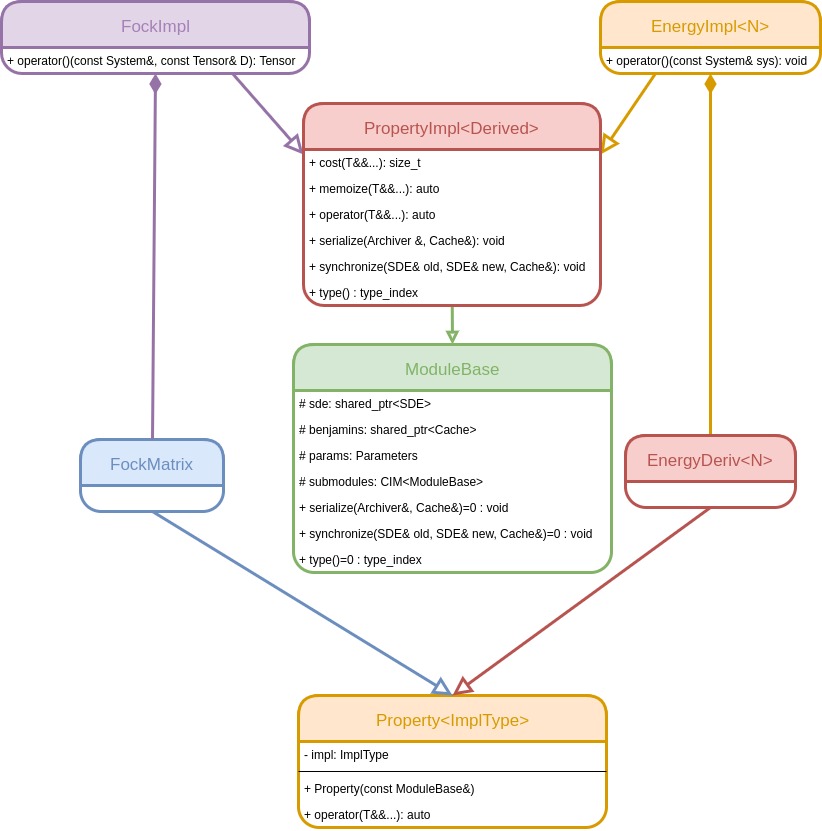 FockImpl
+ operator()(const System&, const Tensor& D): Tensor
EnergyImpl<N>
+ operator()(const System& sys): void
PropertyImpl<Derived>
+ cost(T&&...): size_t
+ memoize(T&&...): auto
+ operator(T&&...): auto
+ serialize(Archiver &, Cache&): void
+ synchronize(SDE& old, SDE& new, Cache&): void
+ type() : type_index
ModuleBase
# sde: shared_ptr<SDE>
# benjamins: shared_ptr<Cache>
# params: Parameters
# submodules: CIM<ModuleBase>
+ serialize(Archiver&, Cache&)=0 : void
+ synchronize(SDE& old, SDE& new, Cache&)=0 : void
+ type()=0 : type_index
FockMatrix
EnergyDeriv<N>
Property<ImplType>
- impl: ImplType
+ Property(const ModuleBase&)
+ operator(T&&...): auto